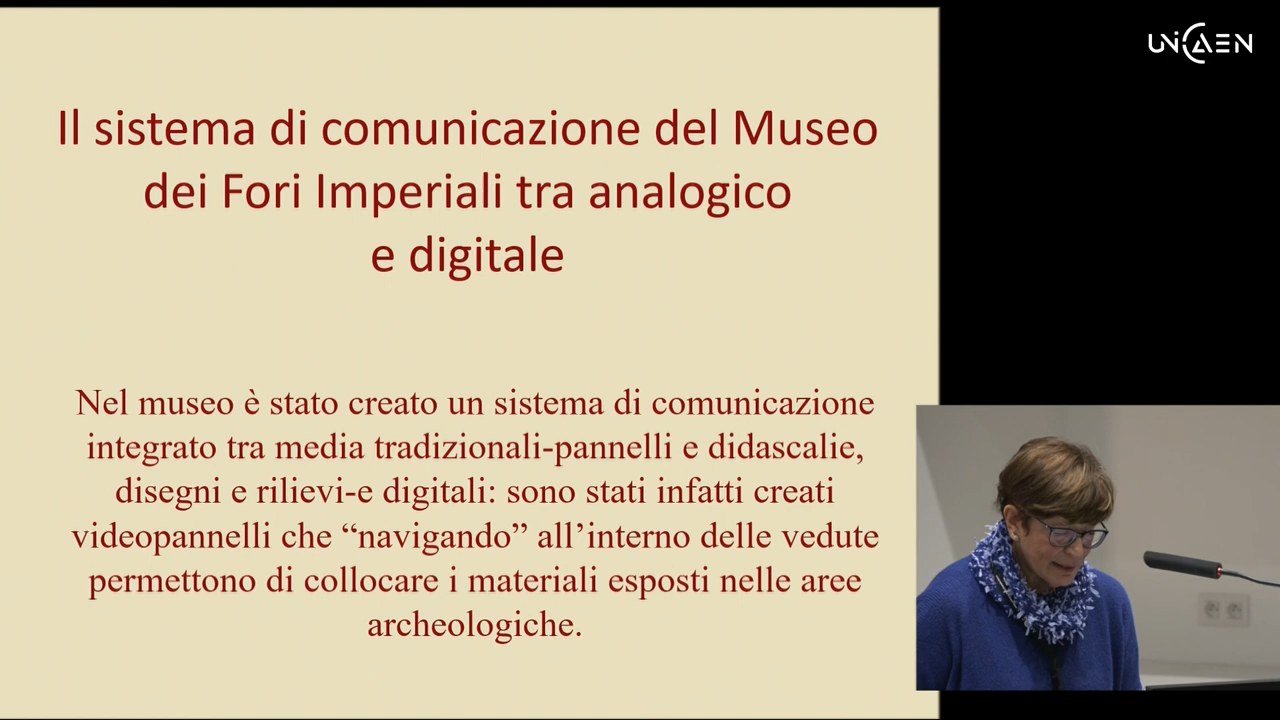 UNICAEN
Il sistema di comunicazione del Museo
dei Fori Imperiali tra analogico
e digitale
Nel museo è stato creato un sistema di comunicazione
integrato tra media tradizionali-pannelli e didascalie,
disegni e rilievi-e digitali: sono stati infatti creati
videopannelli che “navigando” all’interno delle vedute
permettono di collocare i materiali esposti nelle aree
archeologiche.